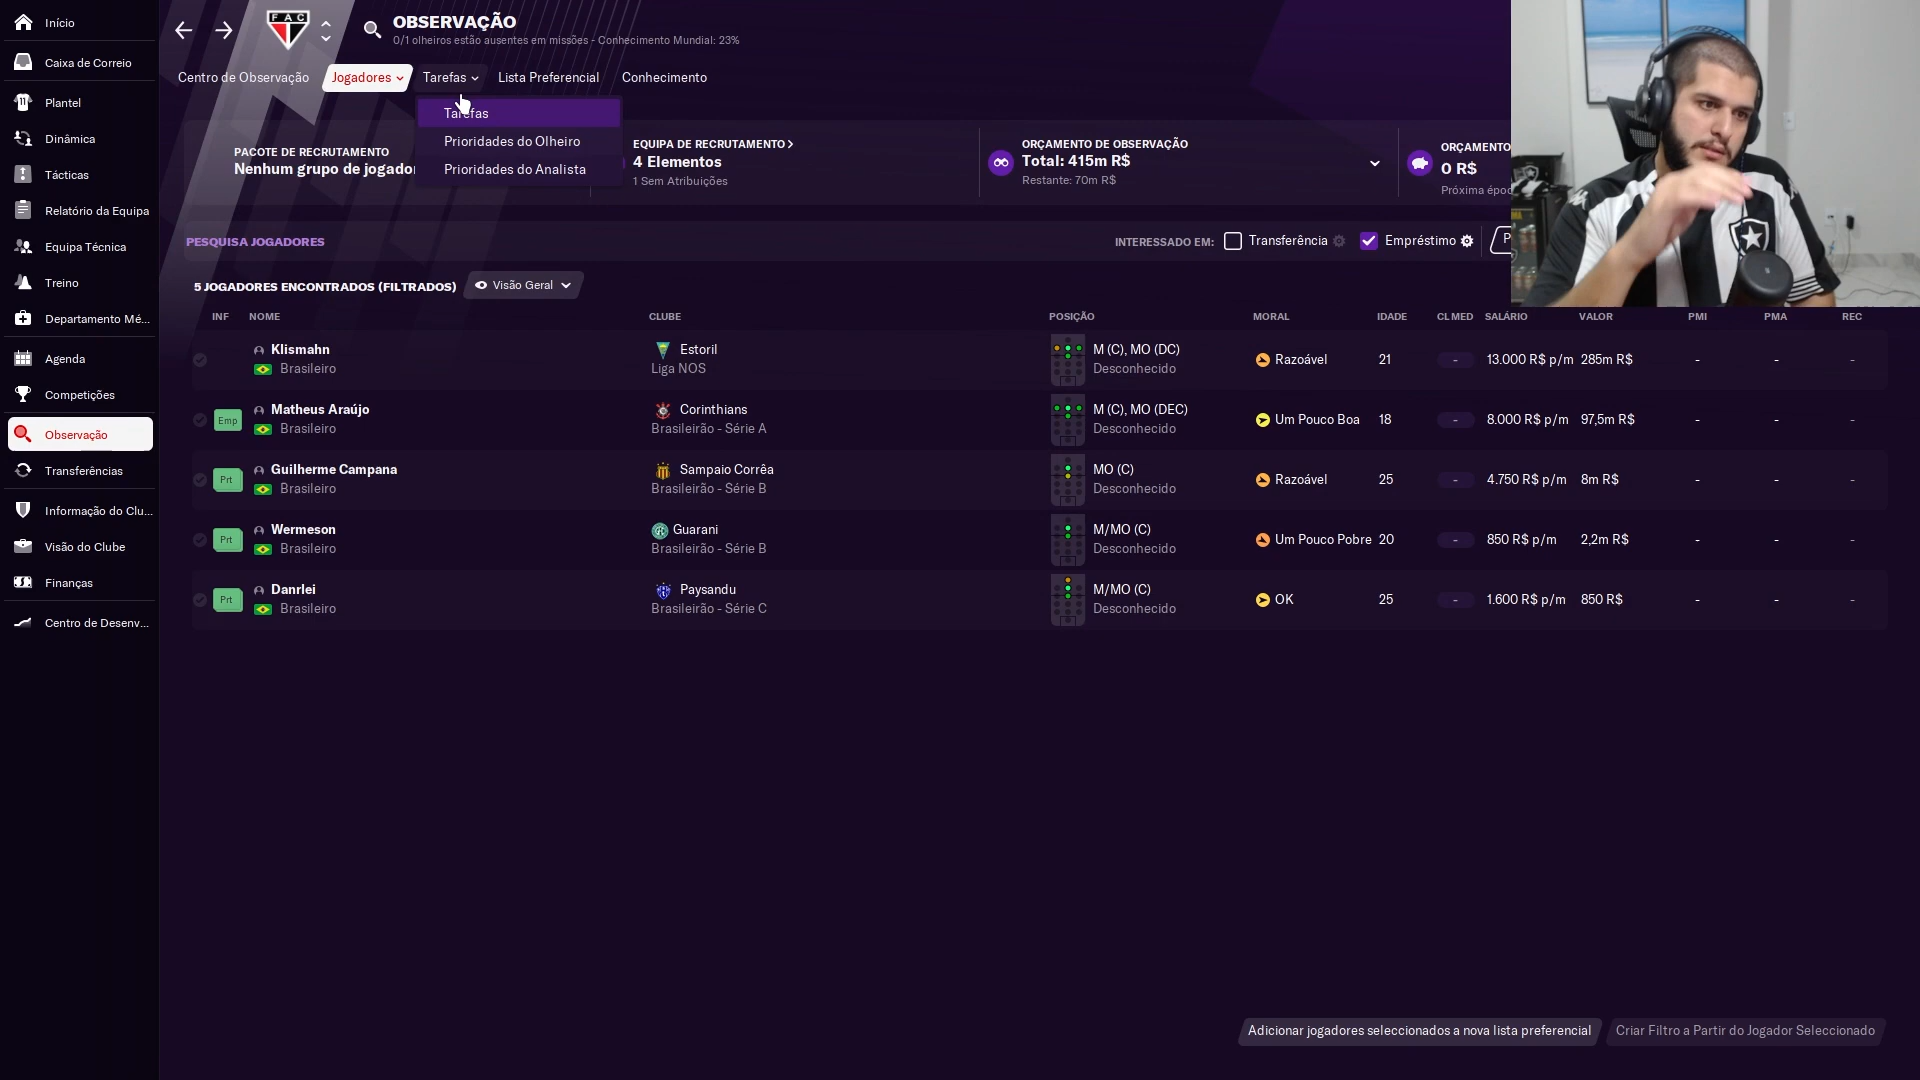 Início
Caixa de Correio
Plantel
Dinâmica
Tácticas
Relatório da Equipa
Equipa Técnica
Treino
Departamento Mé...
Agenda
Competições
Observação
Transferências
Informação do Clu...
Visão do Clube
Finanças
Centro de Desenv...
FAC
OBSERVAÇÃO
0/1 olheiros estão ausentes em missões - Conhecimento Mundial: 23%
Centro de Observação Jogadores Tarefas Lista Preferencial Conhecimento
Tarefas
Prioridades do Olheiro
Prioridades do Analista
PACOTE DE RECRUTAMENTO
Nenhum grupo de jogador
EQUIPA DE RECRUTAMENTO
4 Elementos
1 Sem Atribuições
ORÇAMENTO DE OBSERVAÇÃO
Total: 415m R$
Restante: 70m R$
ORÇAMENTO
0 R$
Próxima époc
PESQUISA JOGADORES
INTERESSADO EM: Transferência Empréstimo P
5 JOGADORES ENCONTRADOS (FILTRADOS) Visão Geral
INF NOME CLUBE POSIÇÃO MORAL IDADE CL MED SALÁRIO VALOR PMI PMA REC
Klismahn Estoril M (C), MO (DC) Razoável 21 - 13.000 R$ p/m 285m R$ - - -
Brasileiro Liga NOS Desconhecido
Emp Matheus Araújo Corinthians M (C), MO (DEC) Um Pouco Boa 18 - 8.000 R$ p/m 97,5m R$ - - -
Brasileiro Brasileirão - Série A Desconhecido
Prt Guilherme Campana Sampaio Corrêa MO (C) Razoável 25 - 4.750 R$ p/m 8m R$ - - -
Brasileiro Brasileirão - Série B Desconhecido
Prt Wermeson Guarani M/MO (C) Um Pouco Pobre 20 - 850 R$ p/m 2,2m R$ - - -
Brasileiro Brasileirão - Série B Desconhecido
Prt Danrlei Paysandu M/MO (C) OK 25 - 1.600 R$ p/m 850 R$ - - -
Brasileiro Brasileirão - Série C Desconhecido
Adicionar jogadores seleccionados a nova lista preferencial
Criar Filtro a Partir do Jogador Seleccionado